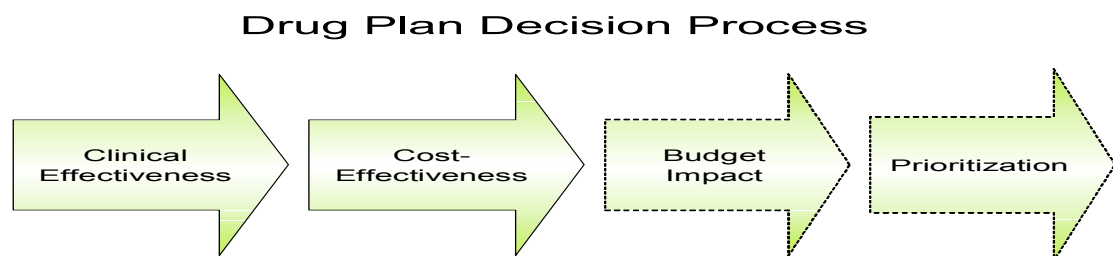 Drug Plan Decision Process
Clinical
Effectiveness
Cost-
Effectiveness
Budget
Impact
Prioritization